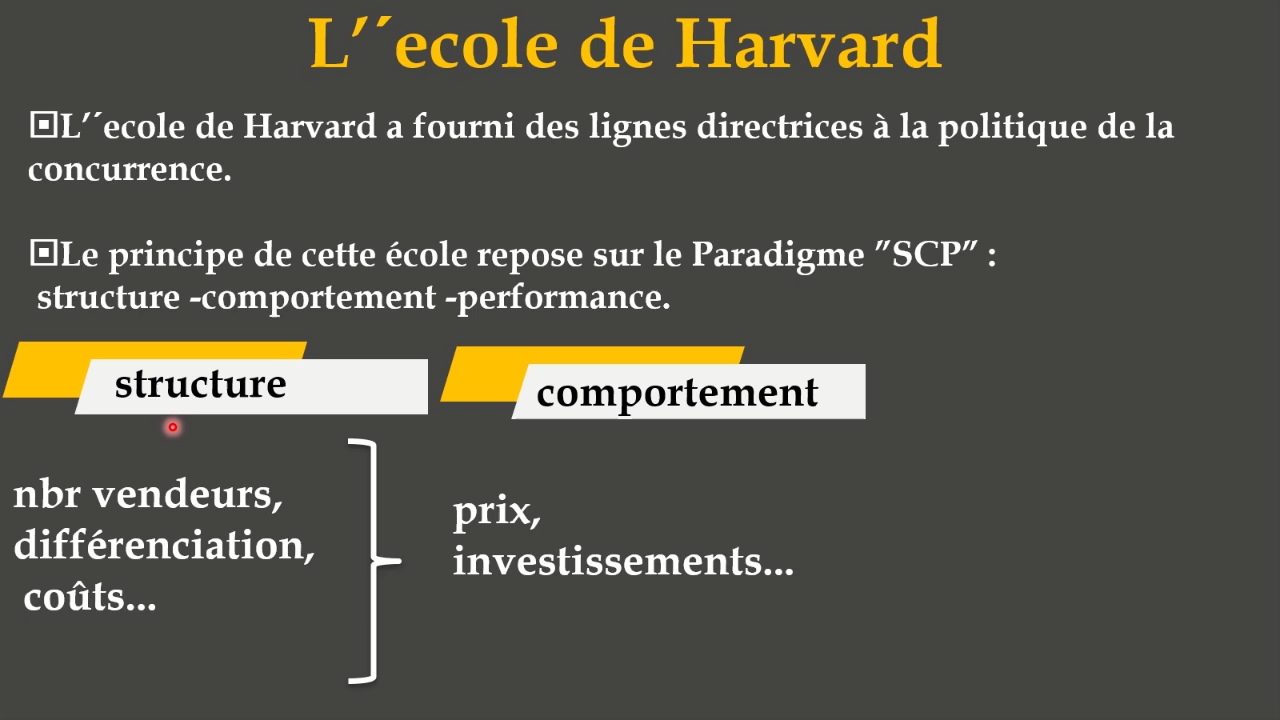 L’´ecole de Harvard
L’´ecole de Harvard a fourni des lignes directrices à la politique de la
concurrence.
Le principe de cette école repose sur le Paradigme ”SCP” :
structure -comportement -performance.
structure
comportement
nbr vendeurs,
différenciation,
coûts...
prix,
investissements...